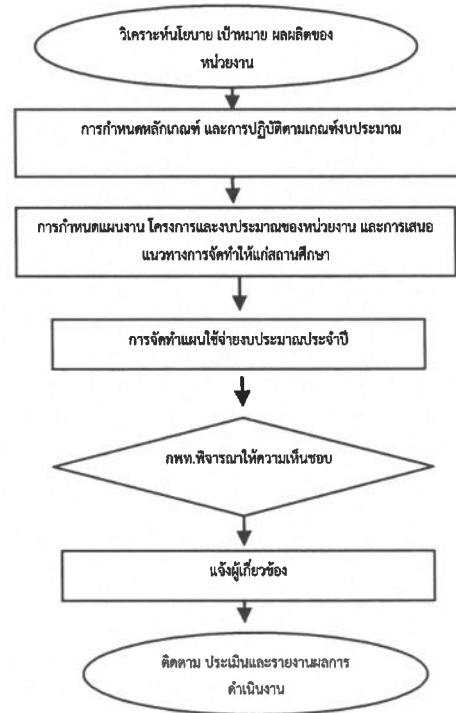 วิเคราะห์นโยบาย เป้าหมาย ผลผลิตของ
หน่วยงาน
การกำหนดหลักเกณฑ์ และการปฏิบัติตามเกณฑ์งบประมาณ
การกำหนดแผนงาน โครงการและงบประมาณของหน่วยงาน และการเสนอ
แนวทางการจัดทำให้แก่สถานศึกษา
การจัดทำแผนใช้จ่ายงบประมาณประจำปี
กพท.พิจารณาให้ความเห็นชอบ
แจ้งผู้เกี่ยวข้อง
ติดตาม ประเมินและรายงานผลการ
ดำเนินงาน